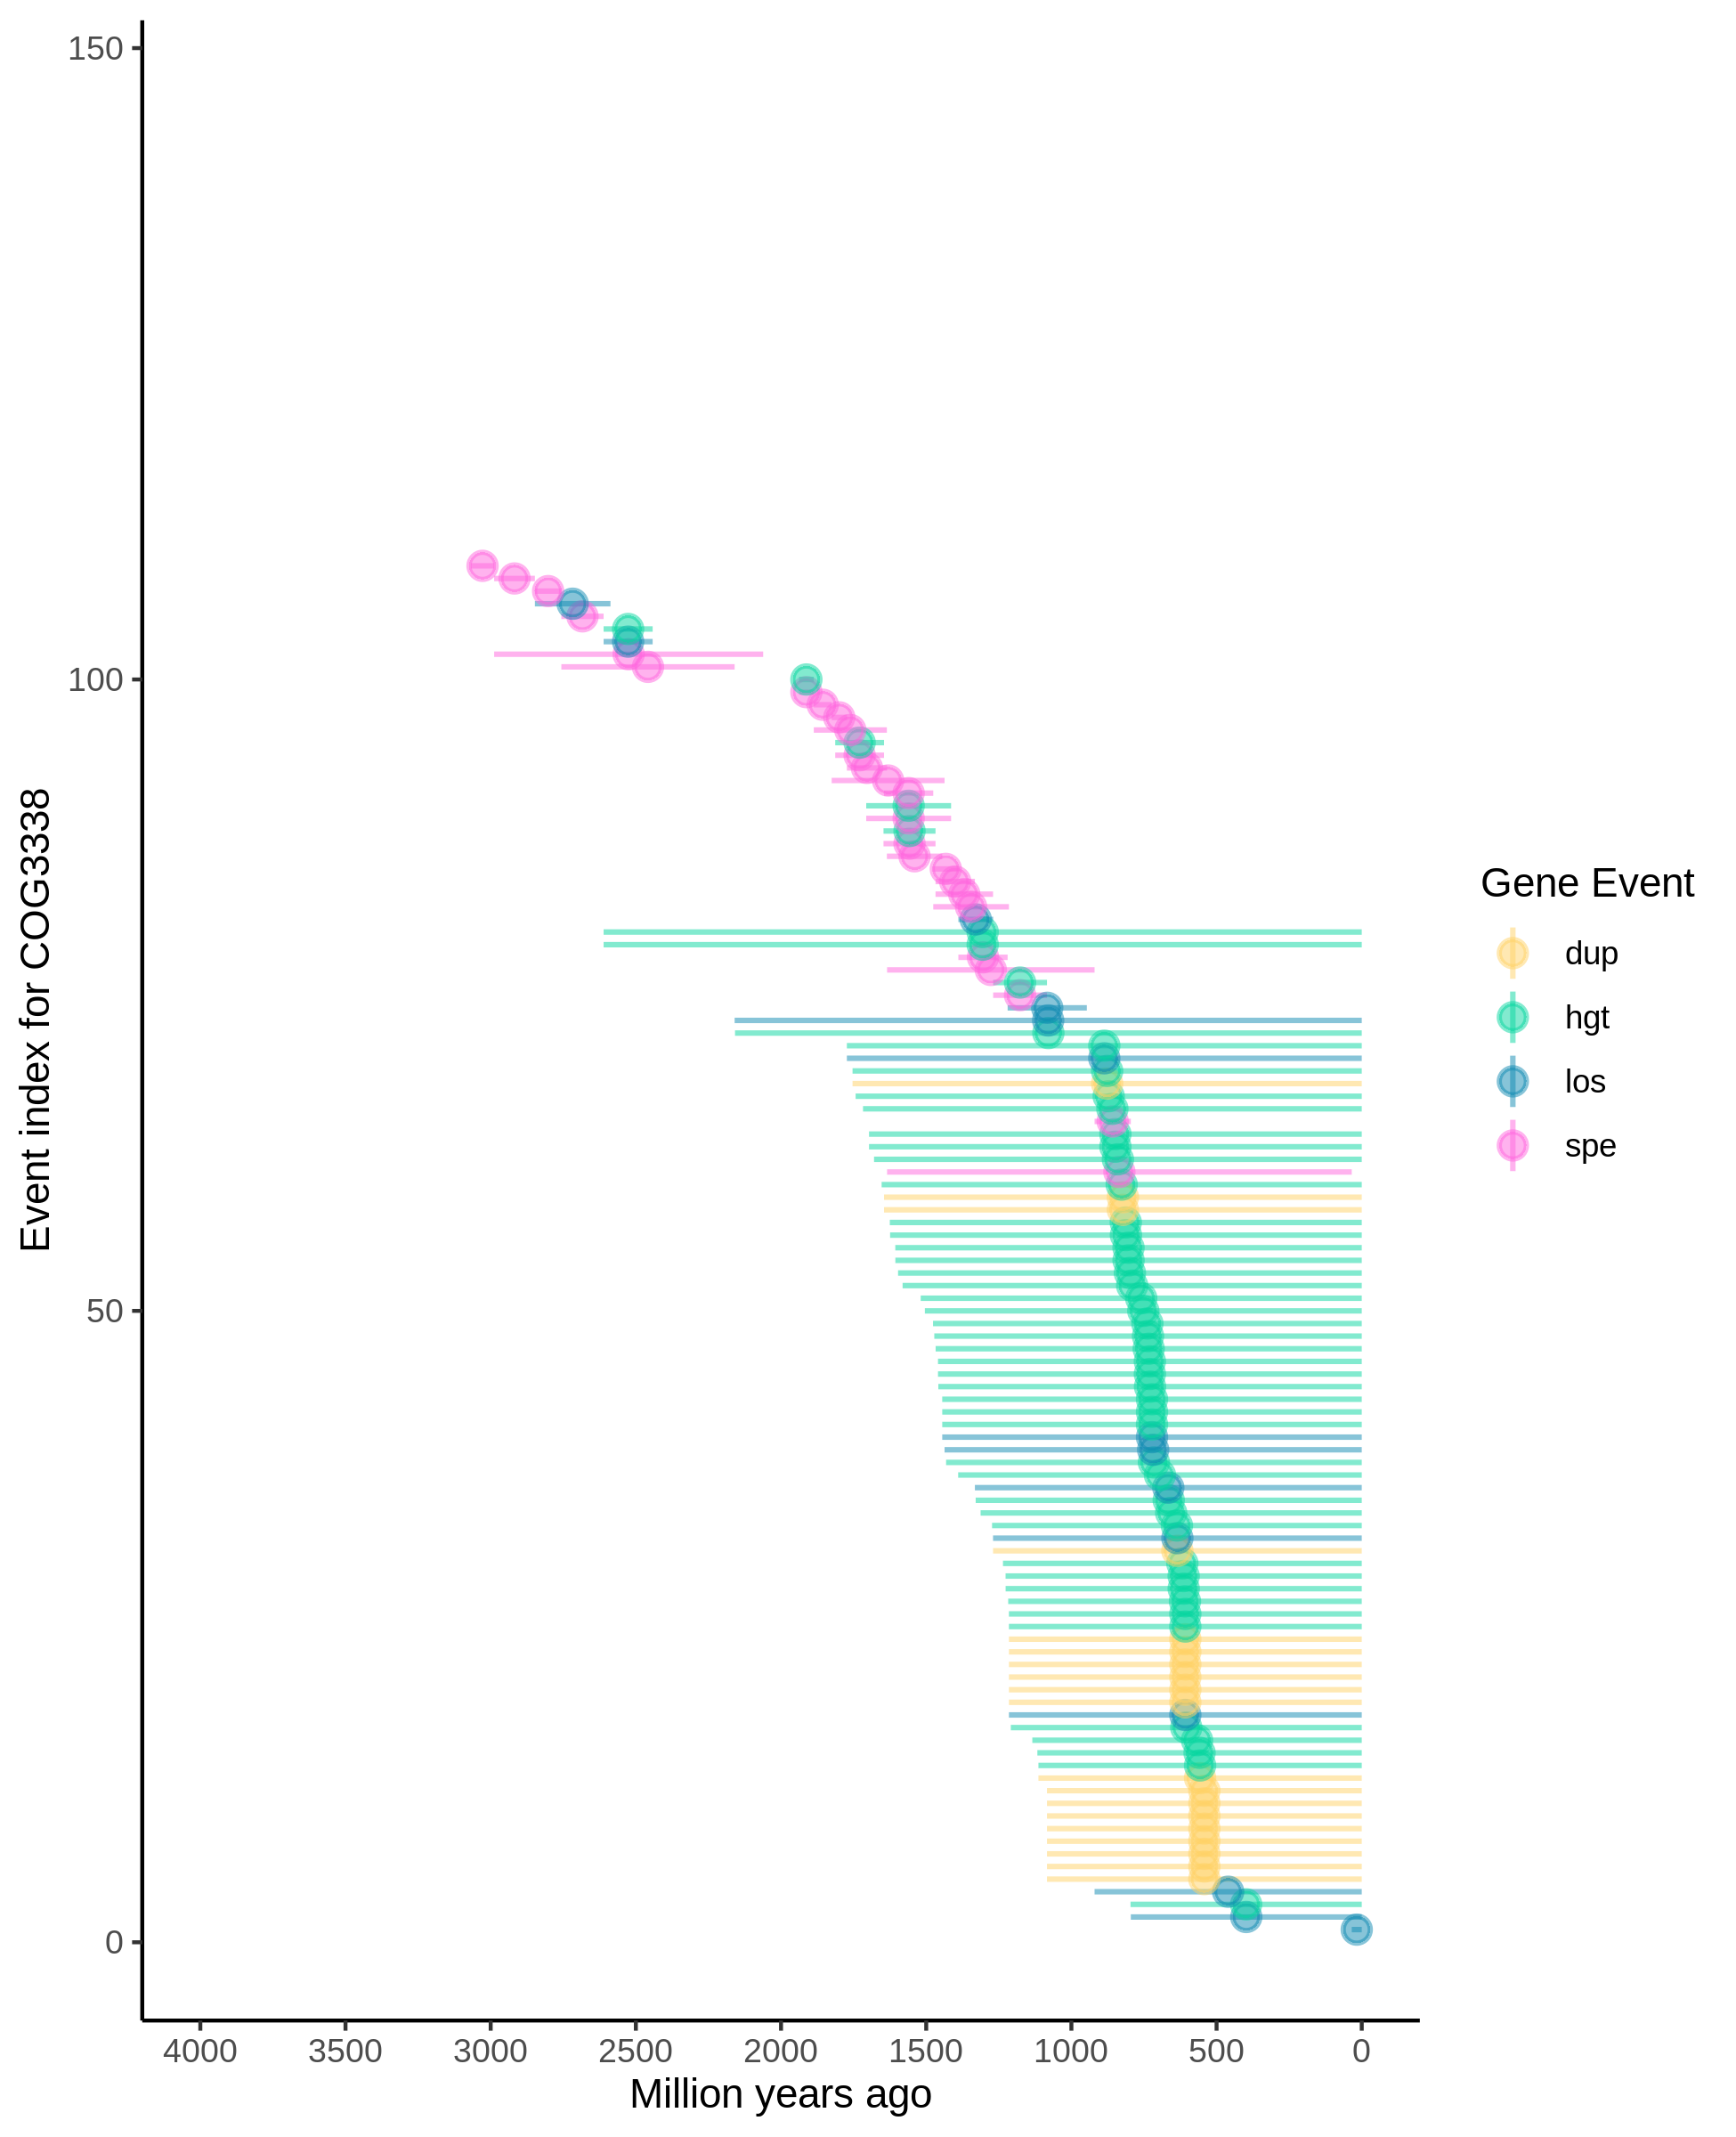 150
100
50
0
Event index for COG3338
4000 3500 3000 2500 2000 1500 1000 500 0
Million years ago
Gene Event
dup
hgt
los
spe